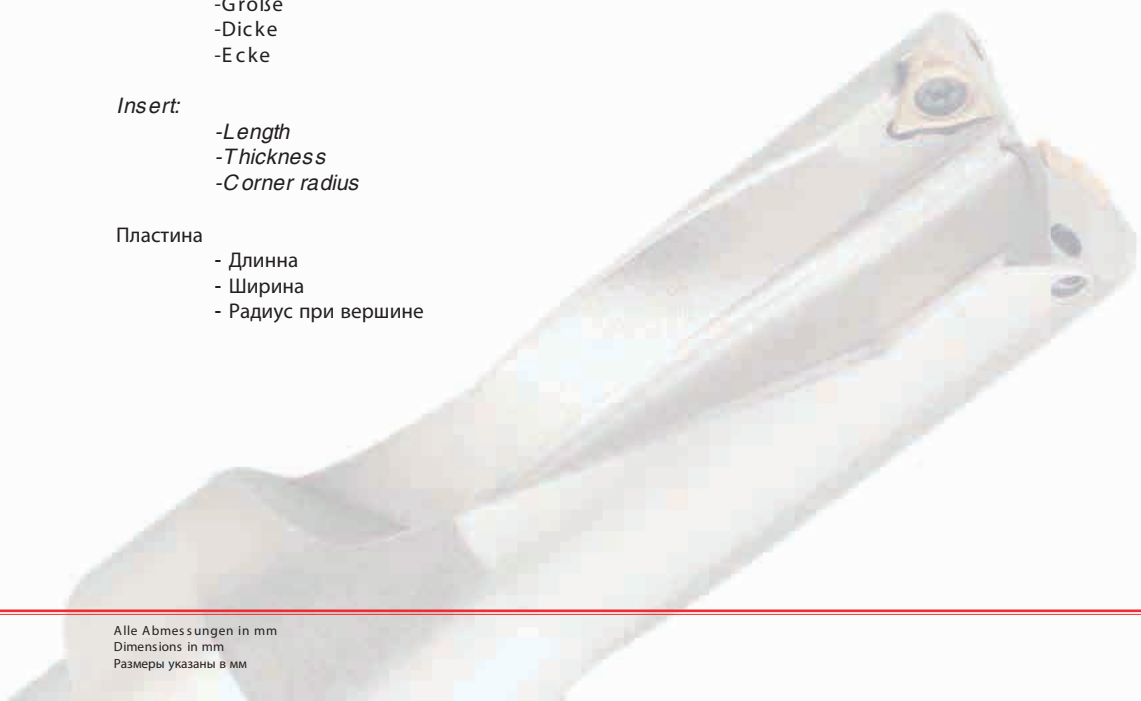 -Größe
-Dicke
-Ecke
Insert:
-Length
-Thickness
-Corner radius
Пластина
- Длинна
- Ширина
- Радиус при вершине
Alle Abmessungen in mm
Dimensions in mm
Размеры указаны в мм